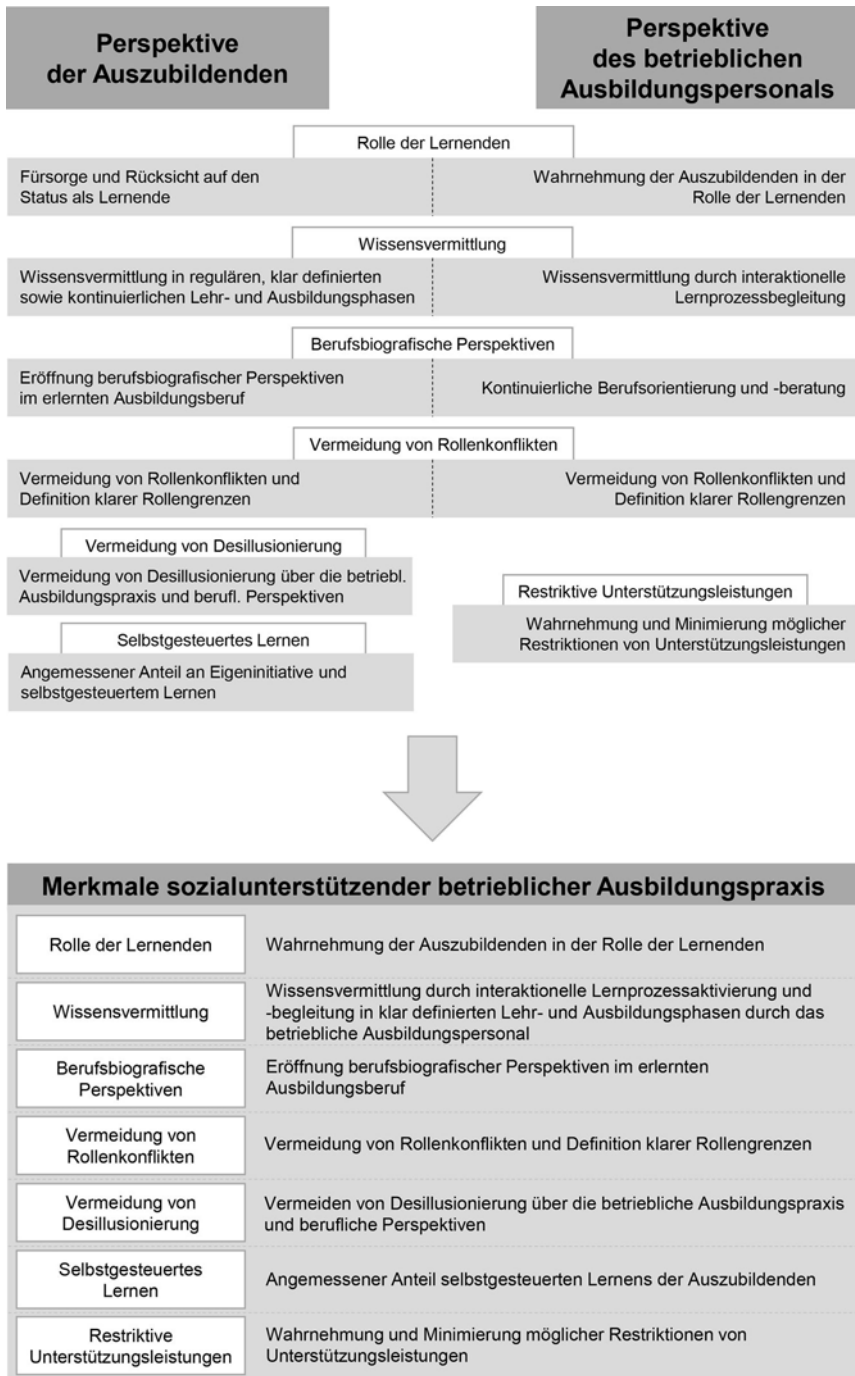 Perspektive
der Auszubildenden
Perspektive
des betrieblichen
Ausbildungspersonals
Rolle der Lernenden
Fürsorge und Rücksicht auf den
Status als Lernende
Wahrnehmung der Auszubildenden in der
Rolle der Lernenden
Wissensvermittlung
Wissensvermittlung in regulären, klar definierten
sowie kontinuierlichen Lehr- und Ausbildungsphasen
Wissensvermittlung durch interaktionelle
Lernprozessbegleitung
Berufsbiografische Perspektiven
Eröffnung berufsbiografischer Perspektiven
im erlernten Ausbildungsberuf
Kontinuierliche Berufsorientierung und -beratung
Vermeidung von Rollenkonflikten
Vermeidung von Rollenkonflikten und
Definition klarer Rollengrenzen
Vermeidung von Rollenkonflikten und
Definition klarer Rollengrenzen
Vermeidung von Desillusionierung
Vermeidung von Desillusionierung über die betriebl.
Ausbildungspraxis und berufl. Perspektiven
Restriktive Unterstützungsleistungen
Wahrnehmung und Minimierung möglicher
Restriktionen von Unterstützungsleistungen
Selbstgesteuertes Lernen
Angemessener Anteil an Eigeninitiative und
selbstgesteuertem Lernen
Merkmale sozialunterstützender betrieblicher Ausbildungspraxis
Rolle der Lernenden
Wahrnehmung der Auszubildenden in der Rolle der Lernenden
Wissensvermittlung
Wissensvermittlung durch interaktionelle Lernprozessaktivierung und
-begleitung in klar definierten Lehr- und Ausbildungsphasen durch das
betriebliche Ausbildungspersonal
Berufsbiografische
Perspektiven
Eröffnung berufsbiografischer Perspektiven im erlernten
Ausbildungsberuf
Vermeidung von
Rollenkonflikten
Vermeidung von Rollenkonflikten und Definition klarer Rollengrenzen
Vermeidung von
Desillusionierung
Vermeiden von Desillusionierung über die betriebliche Ausbildungspraxis
und berufliche Perspektiven
Selbstgesteuertes
Lernen
Angemessener Anteil selbstgesteuerten Lernens der Auszubildenden
Restriktive
Unterstützungsleistungen
Wahrnehmung und Minimierung möglicher Restriktionen von
Unterstützungsleistungen